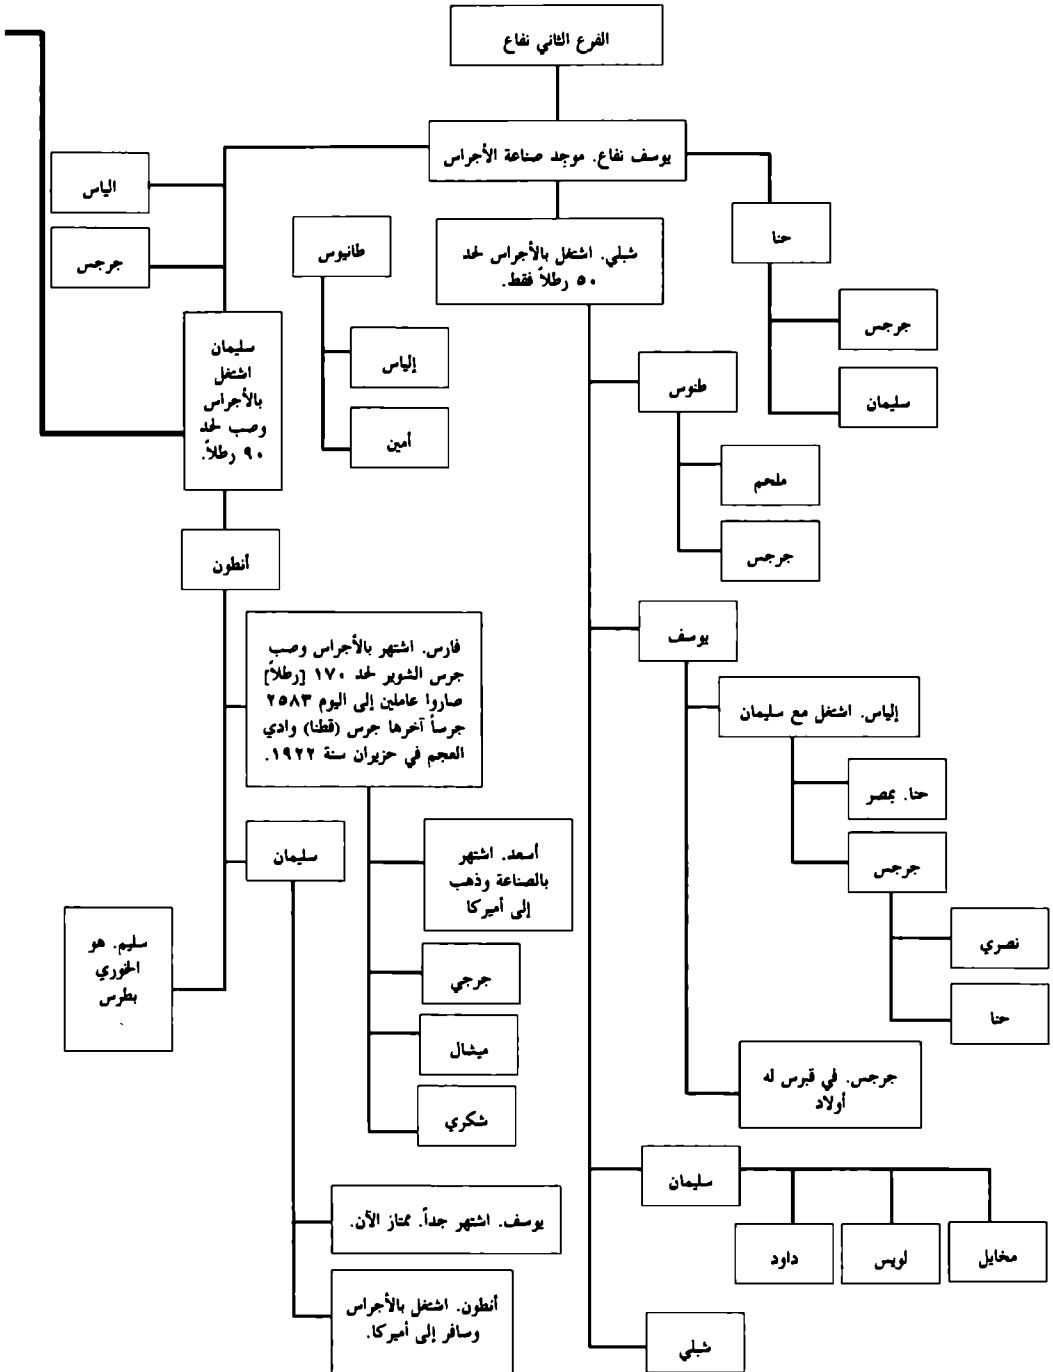 الفرع الثاني نفاع
يوسف نفاع. موجد صناعة الأجراس
حنا
جرجس
سليمان
شبلي. اشتغل بالأجراس لحد
٥٠ رطلاً فقط.
طنوس
ملحم
جرجس
يوسف
إلياس. اشتغل مع سليمان
حنا. بمصر
جرجس
نصري
حنا
جرجس. في قبرس له
أولاد
سليمان
مخايل
لويس
داود
شبلي
الياس
جرجس
طانيوس
إلياس
أمين
سليمان
اشتغل
بالأجراس
وصب لحد
٩٠ رطلاً.
أنطون
فارس. اشتهر بالأجراس وصب
جرس الشوير لحد ١٧٠ [رطلاً]
صاروا عاملين إلى اليوم ٢٥٨٣
جرساً آخرها جرس (قطنا) وادي
العجم في حزيران سنة ١٩٢٢.
أسعد. اشتهر
بالصناعة وذهب
إلى أميركا
جرجي
ميشال
شكري
سليمان
يوسف. اشتهر جداً. ممتاز الآن.
أنطون. اشتغل بالأجراس
وسافر إلى أميركا.
سليم. هو
الخوري
بطرس